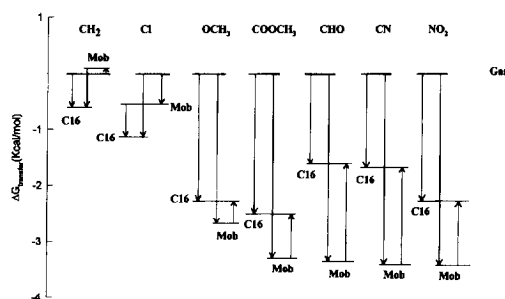 1
CH2 Cl OCH3 COOCH3 CHO CN NO2
Mob
Gas
C16 Mob
-1
C16
C16 C16
-2
C16 C16 C16
Mob
-3
Mob Mob Mob Mob
-4
ΔGtransfer(Kcal/mol)